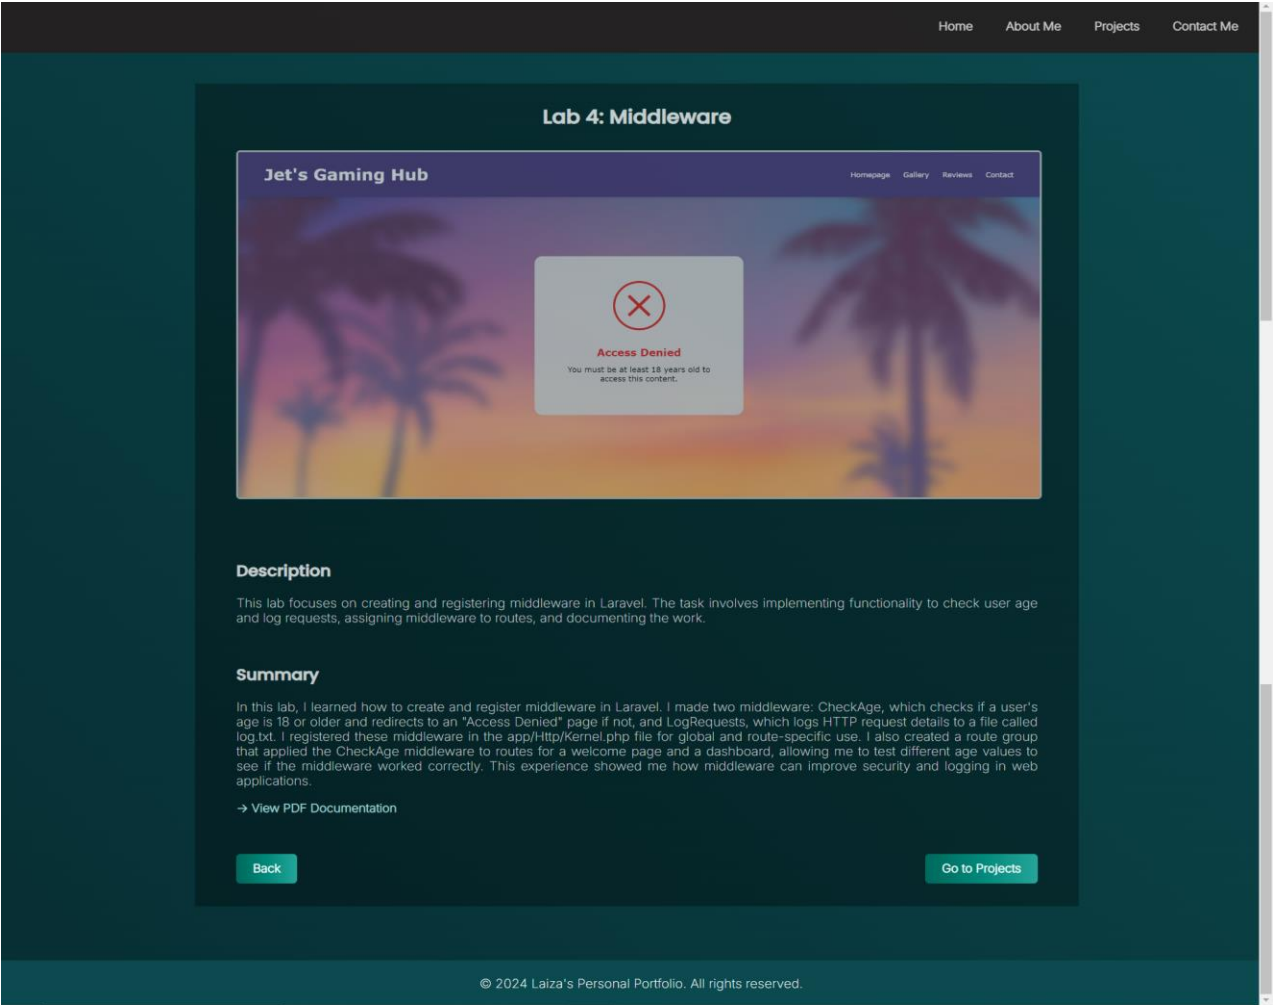 Home About Me Projects Contact Me
Lab 4: Middleware
Jet's Gaming Hub
Homepage Gallery Reviews Contact
Access Denied
You must be at least 18 years old to
access this content.
Description
This lab focuses on creating and registering middleware in Laravel. The task involves implementing functionality to check user age
and log requests, assigning middleware to routes, and documenting the work.
Summary
In this lab, I learned how to create and register middleware in Laravel. I made two middleware: CheckAge, which checks if a user's
age is 18 or older and redirects to an "Access Denied" page if not, and LogRequests, which logs HTTP request details to a file called
log.txt. I registered these middleware in the app/Http/Kernel.php file for global and route-specific use. I also created a route group
that applied the CheckAge middleware to routes for a welcome page and a dashboard, allowing me to test different age values to
see if the middleware worked correctly. This experience showed me how middleware can improve security and logging in web
applications.
→ View PDF Documentation
Back
Go to Projects
© 2024 Laiza's Personal Portfolio. All rights reserved.